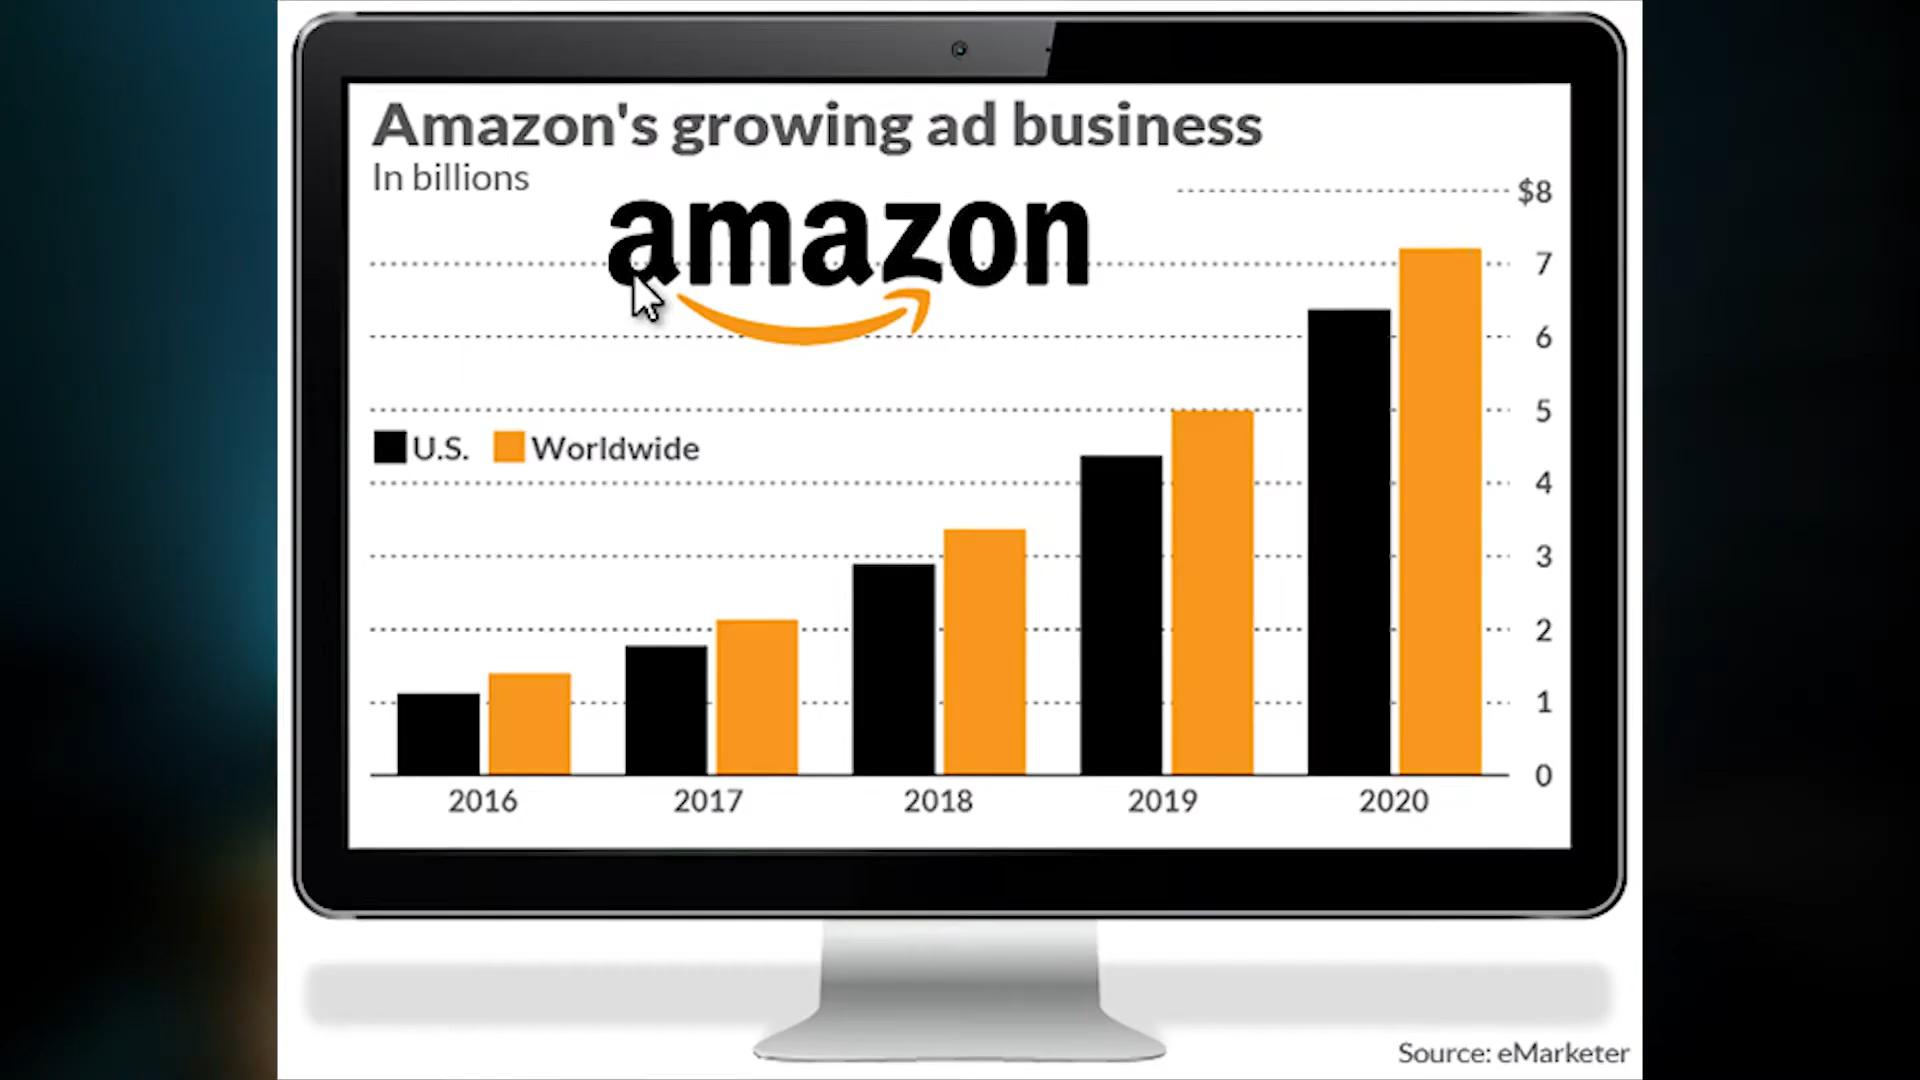 Amazon's growing ad business
In billions
amazon
$8
7
6
5
U.S. Worldwide
4
3
2
1
0
2016 2017 2018 2019 2020
Source: eMarketer